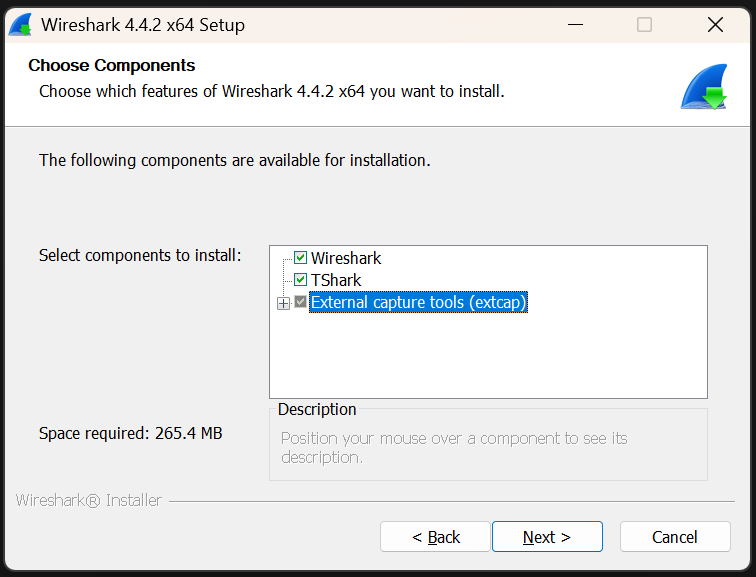 Wireshark 4.4.2 x64 Setup
Choose Components
Choose which features of Wireshark 4.4.2 x64 you want to install.
The following components are available for installation.
Select components to install:
Wireshark
TShark
External capture tools (extcap)
Space required: 265.4 MB
Description
Position your mouse over a component to see its
description.
Wireshark® Installer
< Back
Next >
Cancel